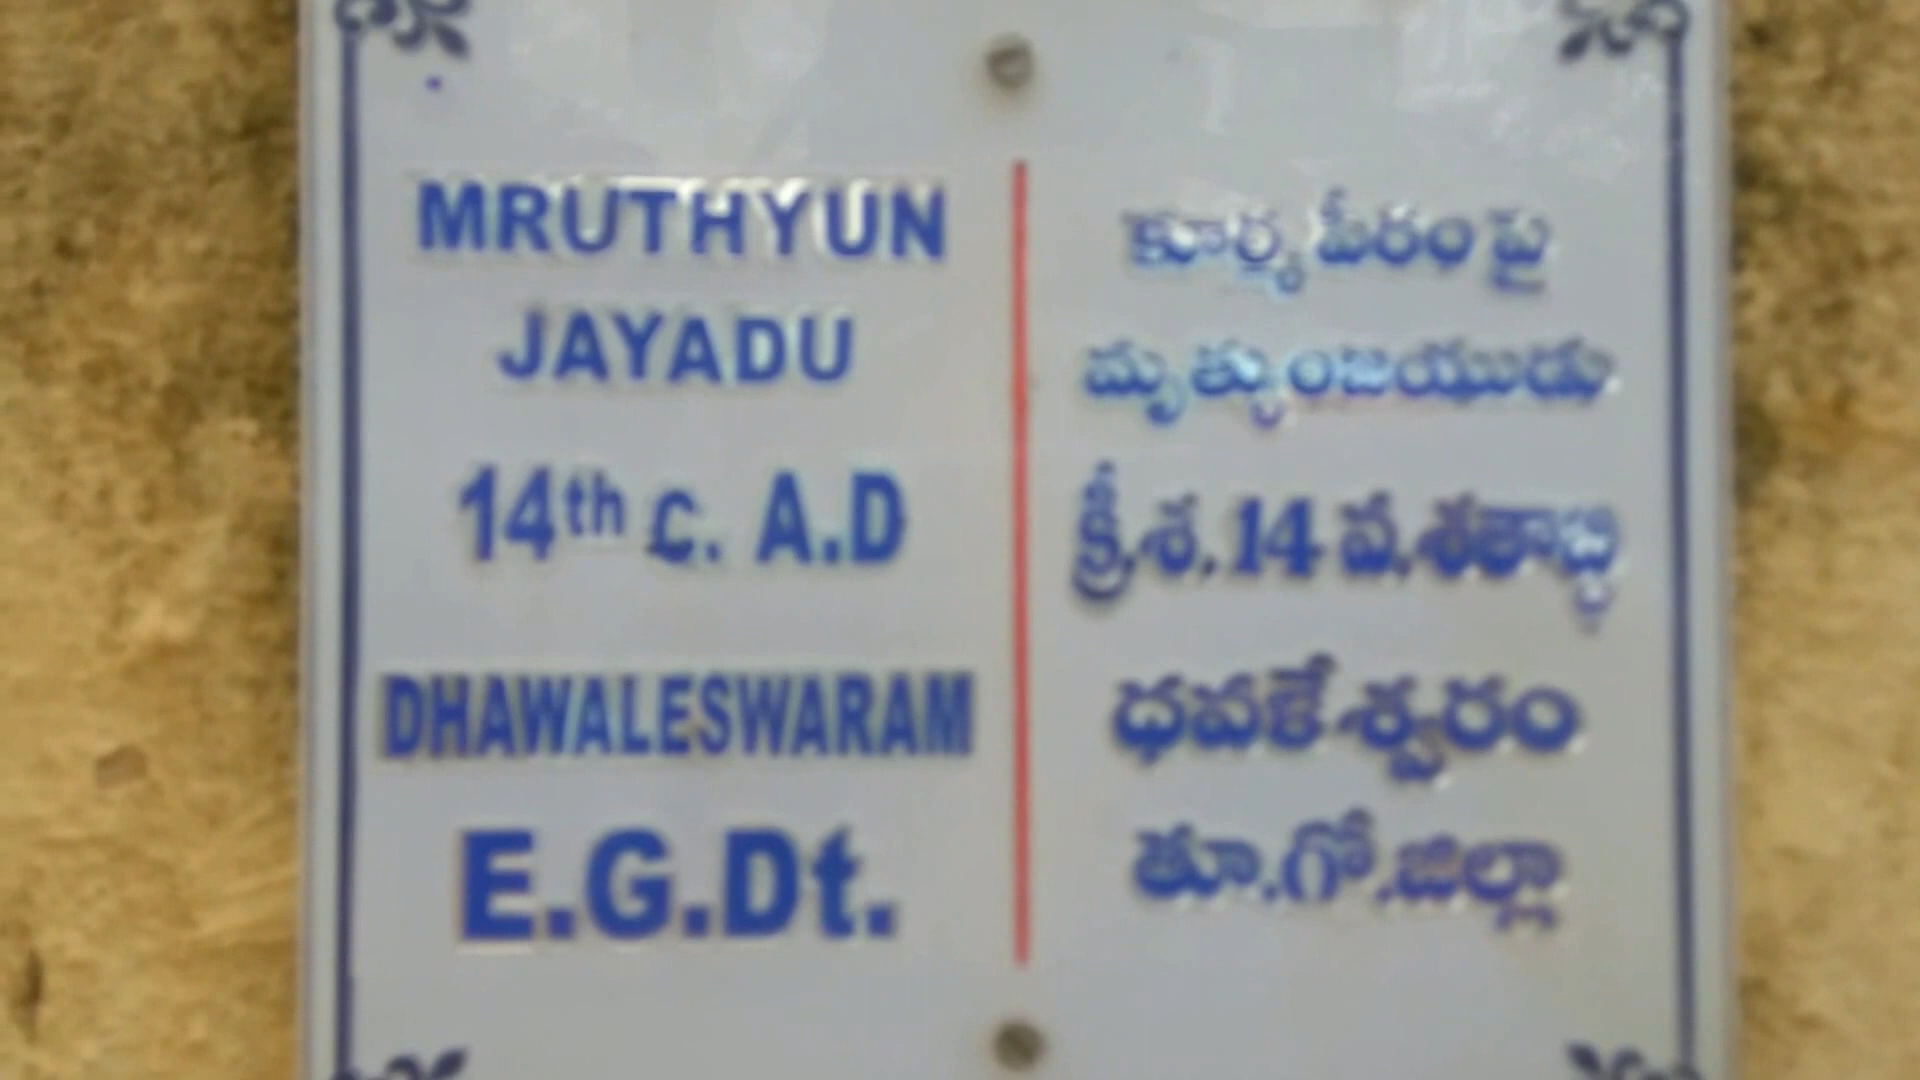 MRUTHYUN
JAYADU
14th c. A.D
DHAWALESWARAM
E.G.Dt.
కూర్మ పీఠం పై
మృత్యుంజయుడు
క్రీ.శ. 14 వ. శతాబ్ది
ధవళేశ్వరం
తూ.గో.జిల్లా